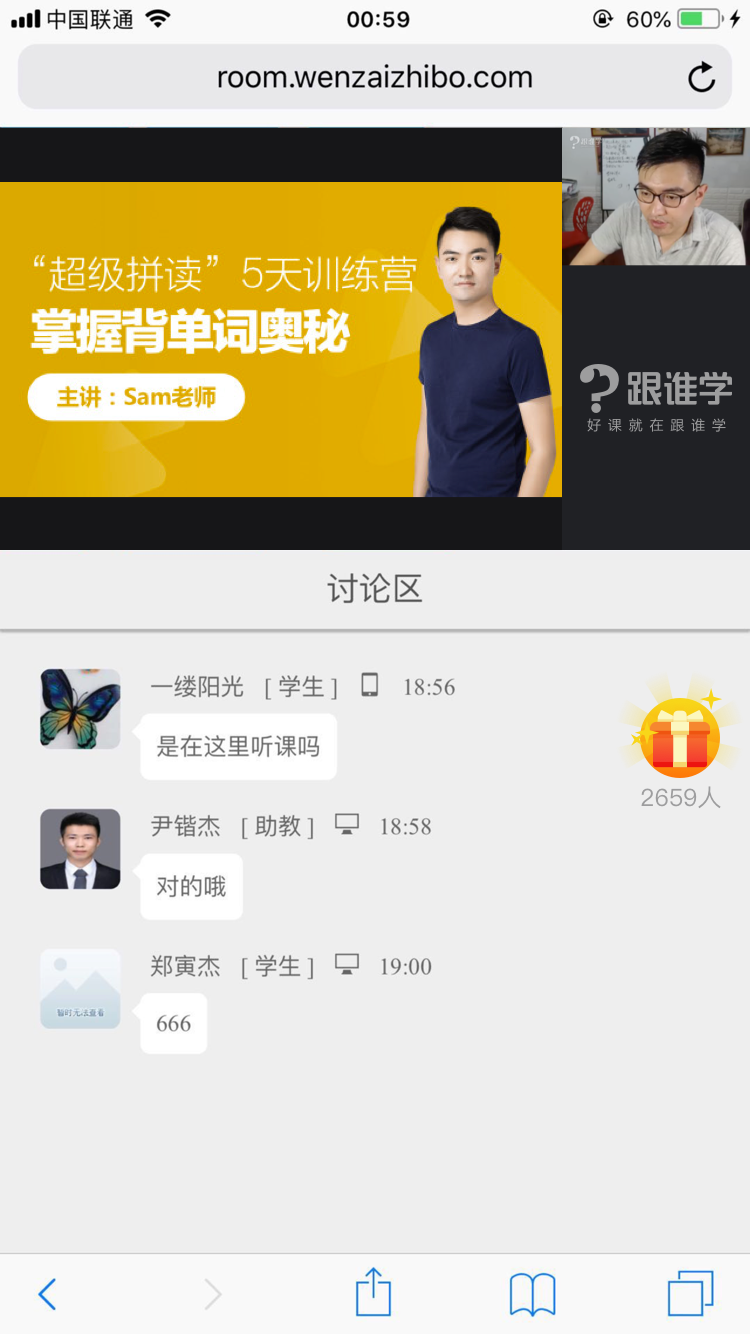 中国联通
00:59
60%
room.wenzaizhibo.com
“超级拼读”5天训练营
掌握背单词奥秘
主讲：Sam老师
跟谁学
跟谁学
好课就在跟谁学
讨论区
一缕阳光 [ 学生 ] 18:56
是在这里听课吗
2659人
尹锴杰 [ 助教 ] 18:58
对的哦
郑寅杰 [ 学生 ] 19:00
暂时无法查看
666